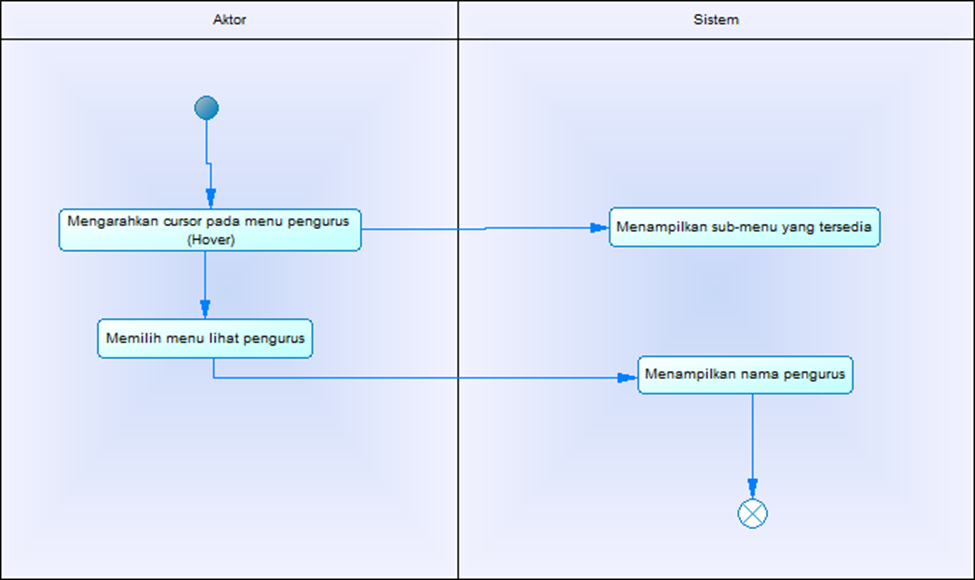 Aktor
Sistem
Mengarahkan cursor pada menu pengurus
(Hover)
Menampilkan sub-menu yang tersedia
Memilih menu lihat pengurus
Menampilkan nama pengurus